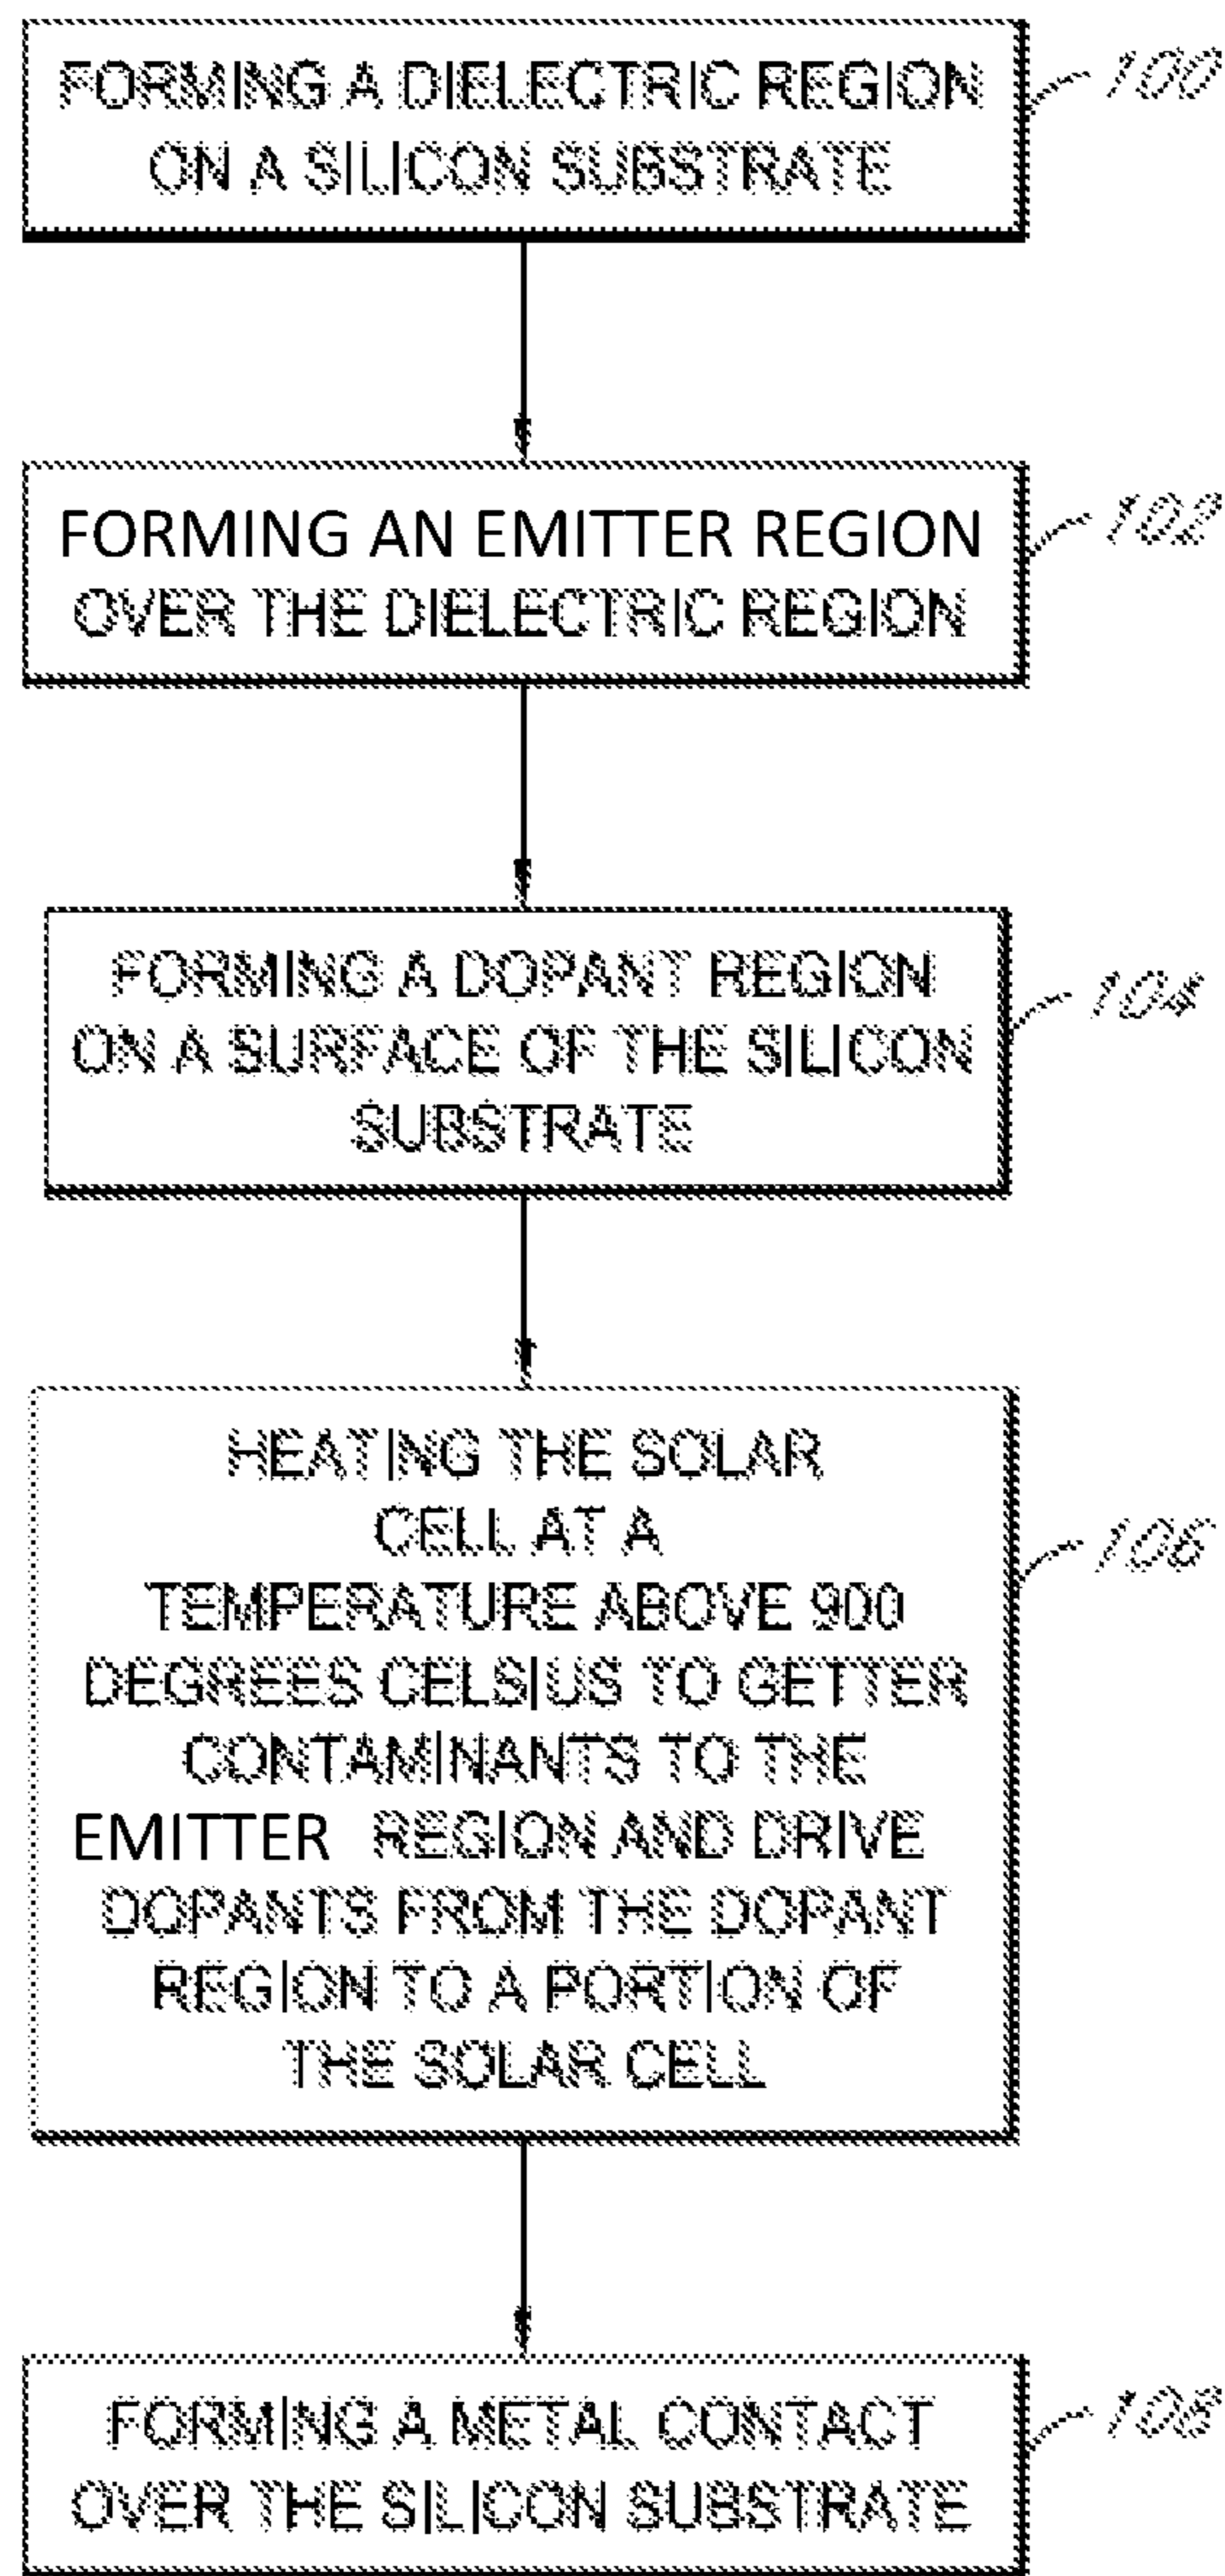 FORMING A DIELECTRIC REGION
ON A SILICON SUBSTRATE
100
FORMING AN EMITTER REGION
OVER THE DIELECTRIC REGION
102
FORMING A DOPANT REGION
ON A SURFACE OF THE SILICON
SUBSTRATE
104
HEATING THE SOLAR
CELL AT A
TEMPERATURE ABOVE 900
DEGREES CELSIUS TO GETTER
CONTAMINANTS TO THE
EMITTER REGION AND DRIVE
DOPANTS FROM THE DOPANT
REGION TO A PORTION OF
THE SOLAR CELL
106
FORMING A METAL CONTACT
OVER THE SILICON SUBSTRATE
108